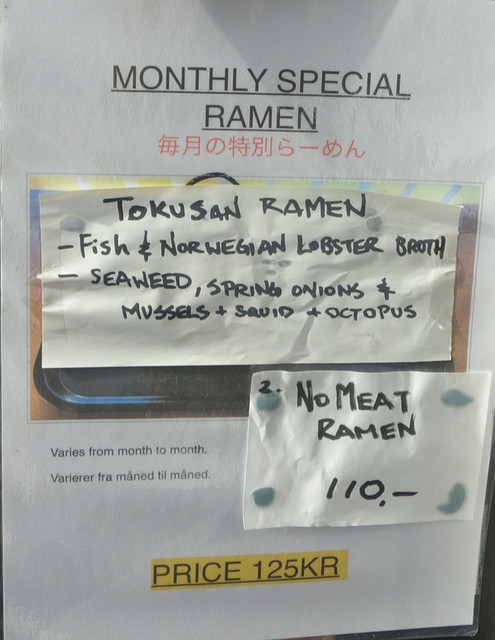 MONTHLY SPECIAL
RAMEN
毎月の特別らーめん
TOKUSAN RAMEN
- FISH & NORWEGIAN LOBSTER BROTH
- SEAWEED, SPRING ONIONS &
MUSSELS + SQUID + OCTOPUS
2. NO MEAT
RAMEN
110,-
Varies from month to month.
Varierer fra måned til måned.
PRICE 125KR